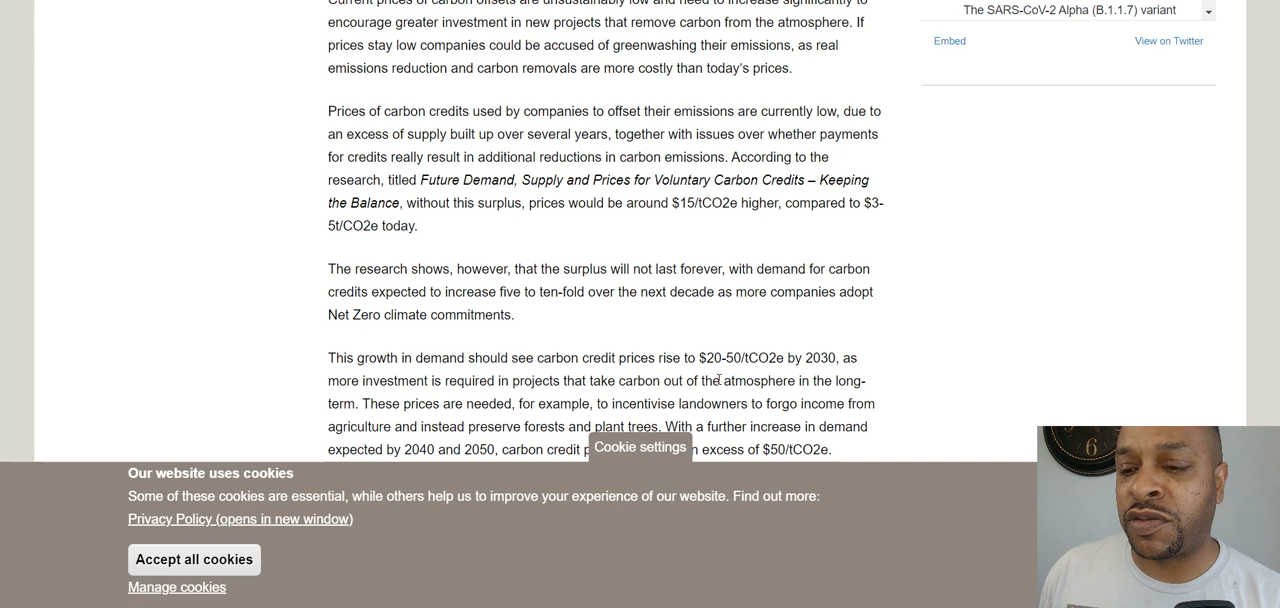 Current prices of carbon offsets are unsustainably low and need to increase significantly to
encourage greater investment in new projects that remove carbon from the atmosphere. If
prices stay low companies could be accused of greenwashing their emissions, as real
emissions reduction and carbon removals are more costly than today's prices.
Prices of carbon credits used by companies to offset their emissions are currently low, due to
an excess of supply built up over several years, together with issues over whether payments
for credits really result in additional reductions in carbon emissions. According to the
research, titled Future Demand, Supply and Prices for Voluntary Carbon Credits – Keeping
the Balance, without this surplus, prices would be around $15/tCO2e higher, compared to $3-
5t/CO2e today.
The research shows, however, that the surplus will not last forever, with demand for carbon
credits expected to increase five to ten-fold over the next decade as more companies adopt
Net Zero climate commitments.
This growth in demand should see carbon credit prices rise to $20-50/tCO2e by 2030, as
more investment is required in projects that take carbon out of the atmosphere in the long-
term. These prices are needed, for example, to incentivise landowners to forgo income from
agriculture and instead preserve forests and plant trees. With a further increase in demand
expected by 2040 and 2050, carbon credit excess of $50/tCO2e.
The SARS-CoV-2 Alpha (B.1.1.7) variant
Embed
View on Twitter
Cookie settings
Our website uses cookies
Some of these cookies are essential, while others help us to improve your experience of our website. Find out more:
Privacy Policy (opens in new window)
Accept all cookies
Manage cookies
6